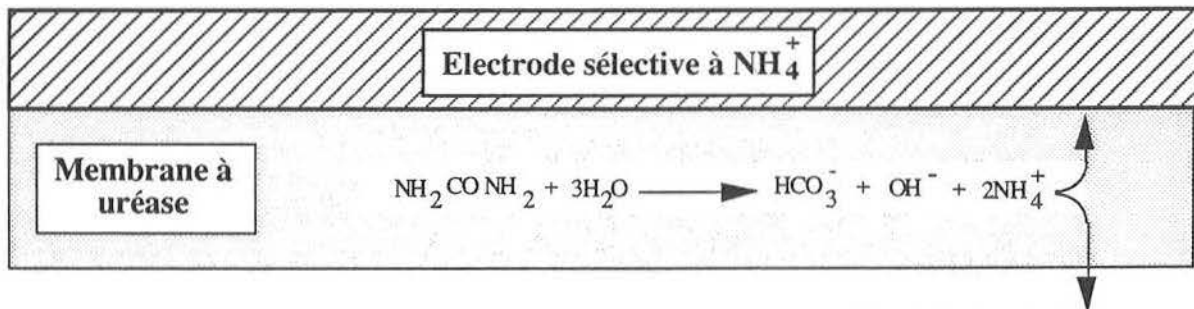 Electrode sélective à NH₄⁺
Membrane à
uréase
NH₂CONH₂ + 3H₂O ⟶ HCO₃⁻ + OH⁻ + 2NH₄⁺